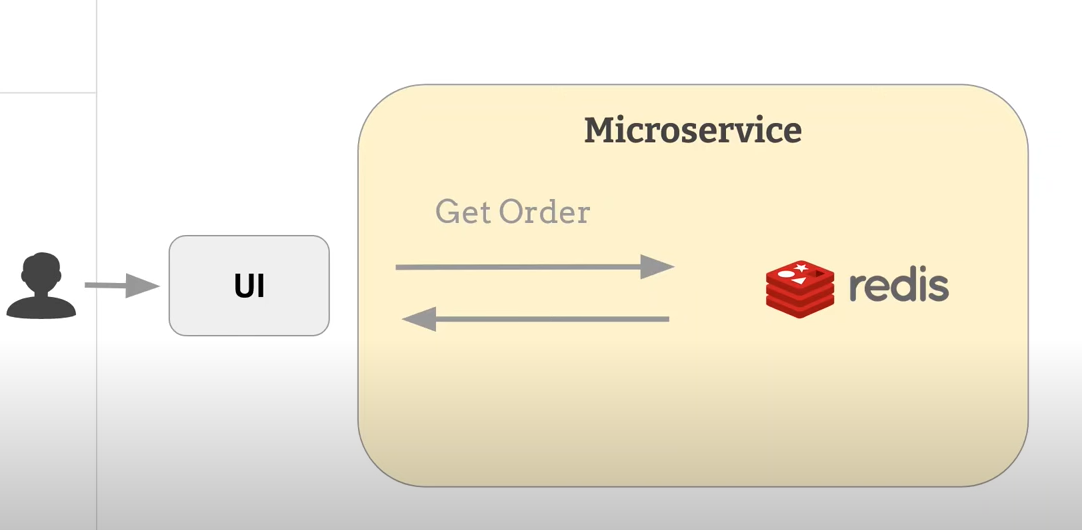 Microservice
Get Order
UI
redis